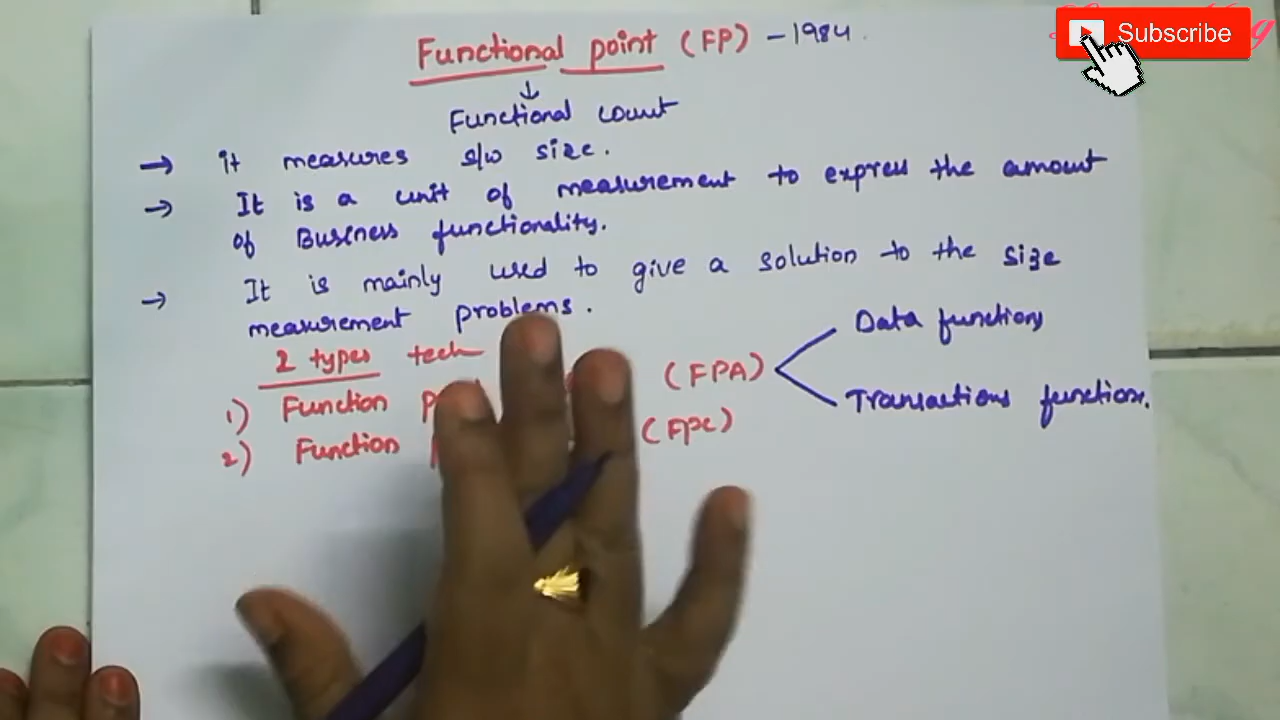 Subscribe
Functional point (FP) - 1984
↓
Functional count
→ it measures s/w size.
→ It is a unit of measurement to express the amount
of Business functionality.
→ It is mainly used to give a solution to the size
measurement problems.
2 types tech
1) Function (FPA)
2) Function (FPC)
Data functions
Transactions functions.